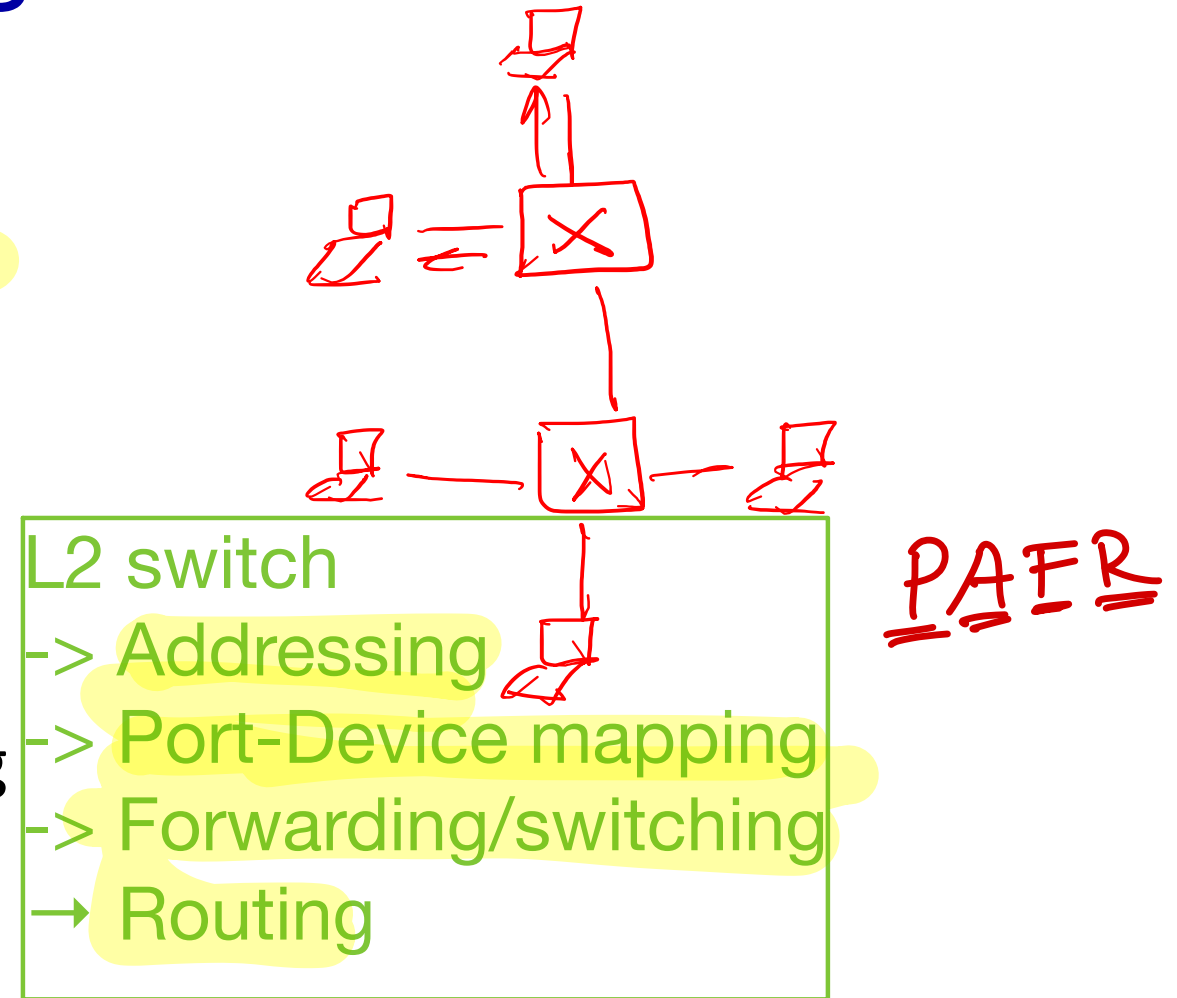 L2 switch
-> Addressing
-> Port-Device mapping
-> Forwarding/switching
→ Routing
PAFR